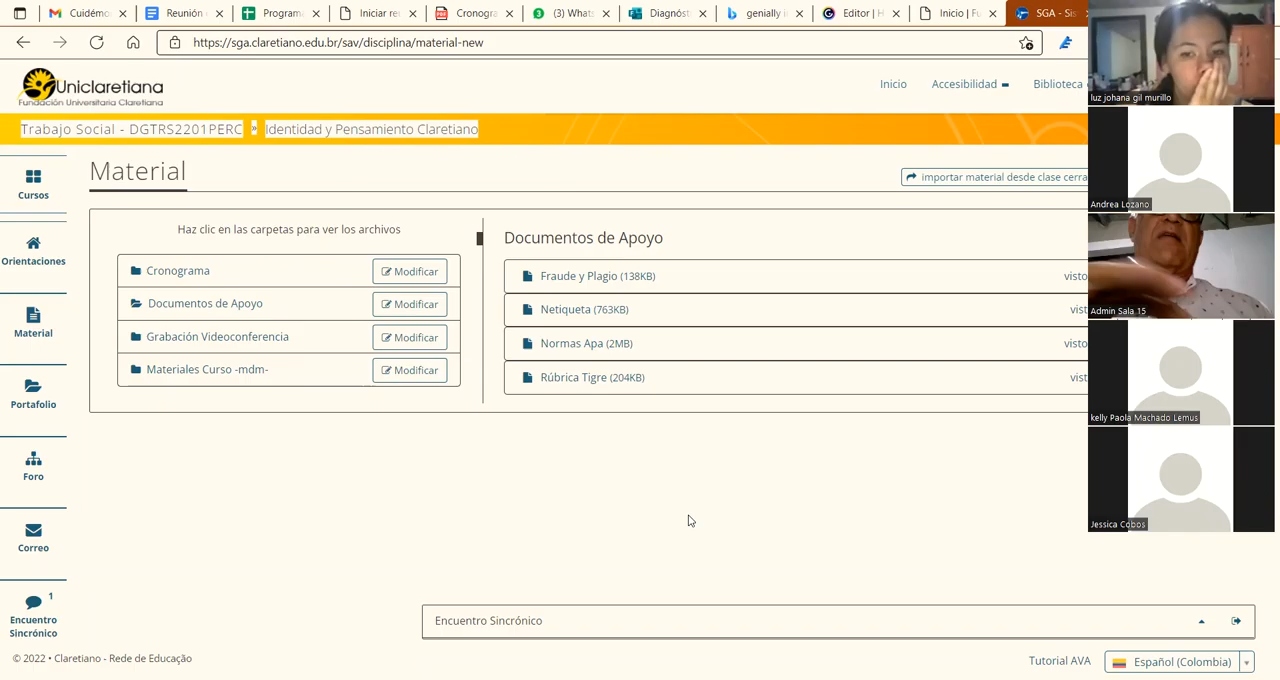 Cuidémo
Reunión
Program
Iniciar re
Cronogra
(3) Whats
Diagnóst
genially i
Editor | H
Inicio | Fu
SGA - Sis
https://sga.claretiano.edu.br/sav/disciplina/material-new
Uniclaretiana
Fundación Universitaria Claretiana
Inicio
Accesibilidad
Biblioteca
Trabajo Social - DGTRS2201PERC » Identidad y Pensamiento Claretiano
Cursos
Orientaciones
Material
Portafolio
Foro
Correo
1
Encuentro
Sincrónico
Material
Importar material desde clase cerra
Haz clic en las carpetas para ver los archivos
Cronograma Modificar
Documentos de Apoyo Modificar
Grabación Videoconferencia Modificar
Materiales Curso -mdm- Modificar
Documentos de Apoyo
Fraude y Plagio (138KB) visto
Netiqueta (763KB) visto
Normas Apa (2MB) visto
Rúbrica Tigre (204KB) vist
luz johana gil murillo
Andrea Lozano
Admin Sala 15
kelly Paola Machado Lemus
Jessica Cobos
Encuentro Sincrónico
© 2022 • Claretiano - Rede de Educação
Tutorial AVA
Español (Colombia)